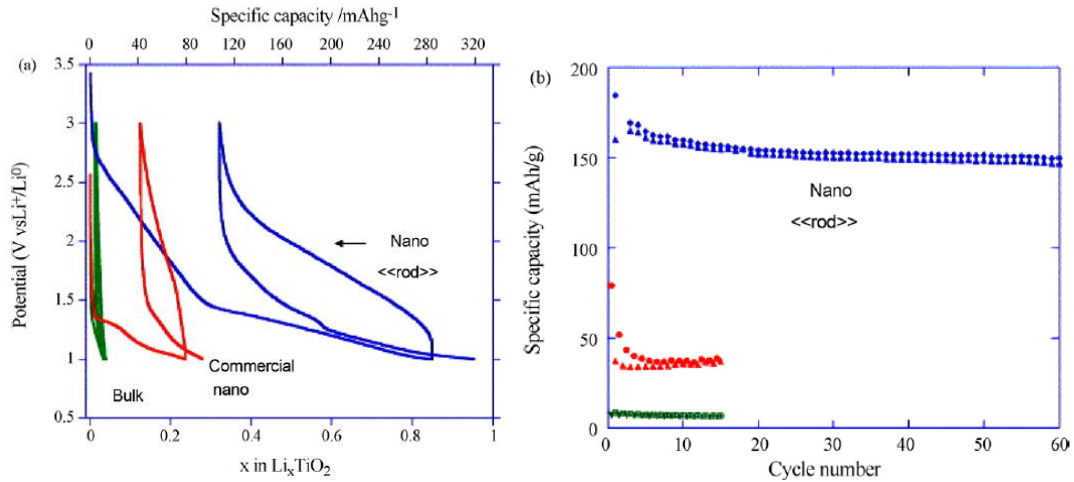 Specific capacity /mAhg-1
0 40 80 120 160 200 240 280 320
(a)
3.5
3
2.5
2
1.5
1
0.5
Potential (V vsLi+/Li0)
Nano
<<rod>>
Commercial
nano
Bulk
0 0.2 0.4 0.6 0.8 1
x in LixTiO2
(b)
200
150
100
50
0
Specific capacity (mAh/g)
Nano
<<rod>>
0 10 20 30 40 50 60
Cycle number